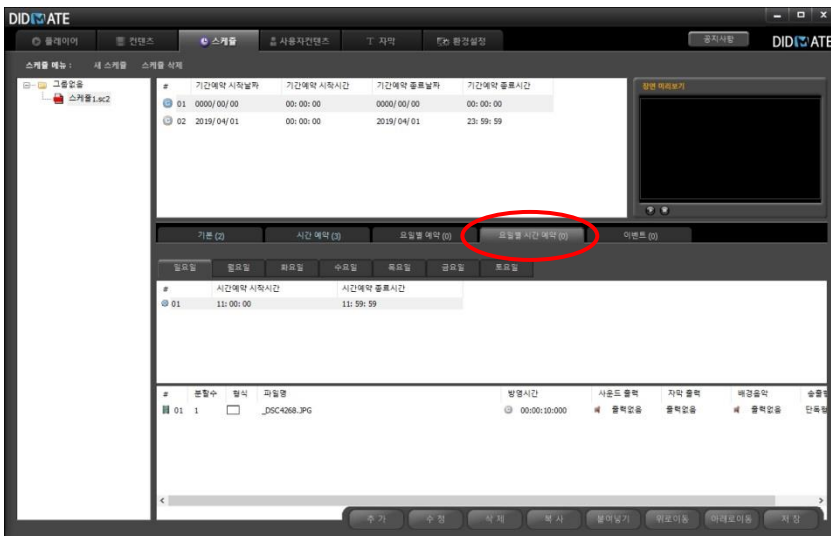 DIDMATE
플레이어 컨텐츠 스케쥴 사용자컨텐츠 T 자막 환경설정 공지사항 DIDMATE
스케쥴 메뉴 : 새 스케쥴 스케쥴 삭제
그룹없음
스케쥴1.sc2
# 기간예약 시작날짜 기간예약 시작시간 기간예약 종료날짜 기간예약 종료시간
01 0000/00/00 00:00:00 0000/00/00 00:00:00
02 2019/04/01 00:00:00 2019/04/01 23:59:59
장면 미리보기
기본 (2) 시간 예약 (3) 요일별 예약 (0) 요일별 시간 예약 (0) 이벤트 (0)
일요일 월요일 화요일 수요일 목요일 금요일 토요일
# 시간예약 시작시간 시간예약 종료시간
01 11:00:00 11:59:59
# 분할수 형식 파일명 방영시간 사운드 출력 자막 출력 배경음악
01 1 _DSC4268.JPG 00:00:10:000 출력없음 출력없음 출력없음
추가 수정 삭제 복사 붙여넣기 위로이동 아래로이동 저장